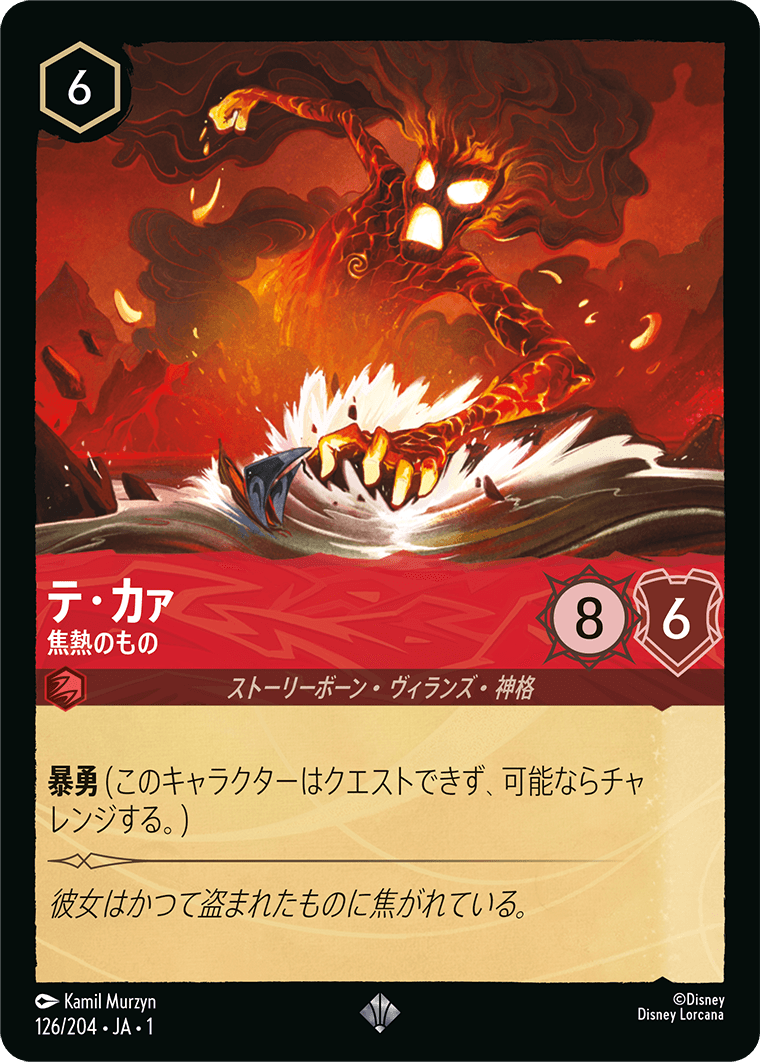 6
テ・カァ
焦熱のもの
8
6
ストーリーボーン・ヴィランズ・神格
暴勇(このキャラクターはクエストできず、可能ならチャ
レンジする。)
彼女はかつて盗まれたものに焦がれている。
Kamil Murzyn
©Disney
126/204・JA・1
Disney Lorcana